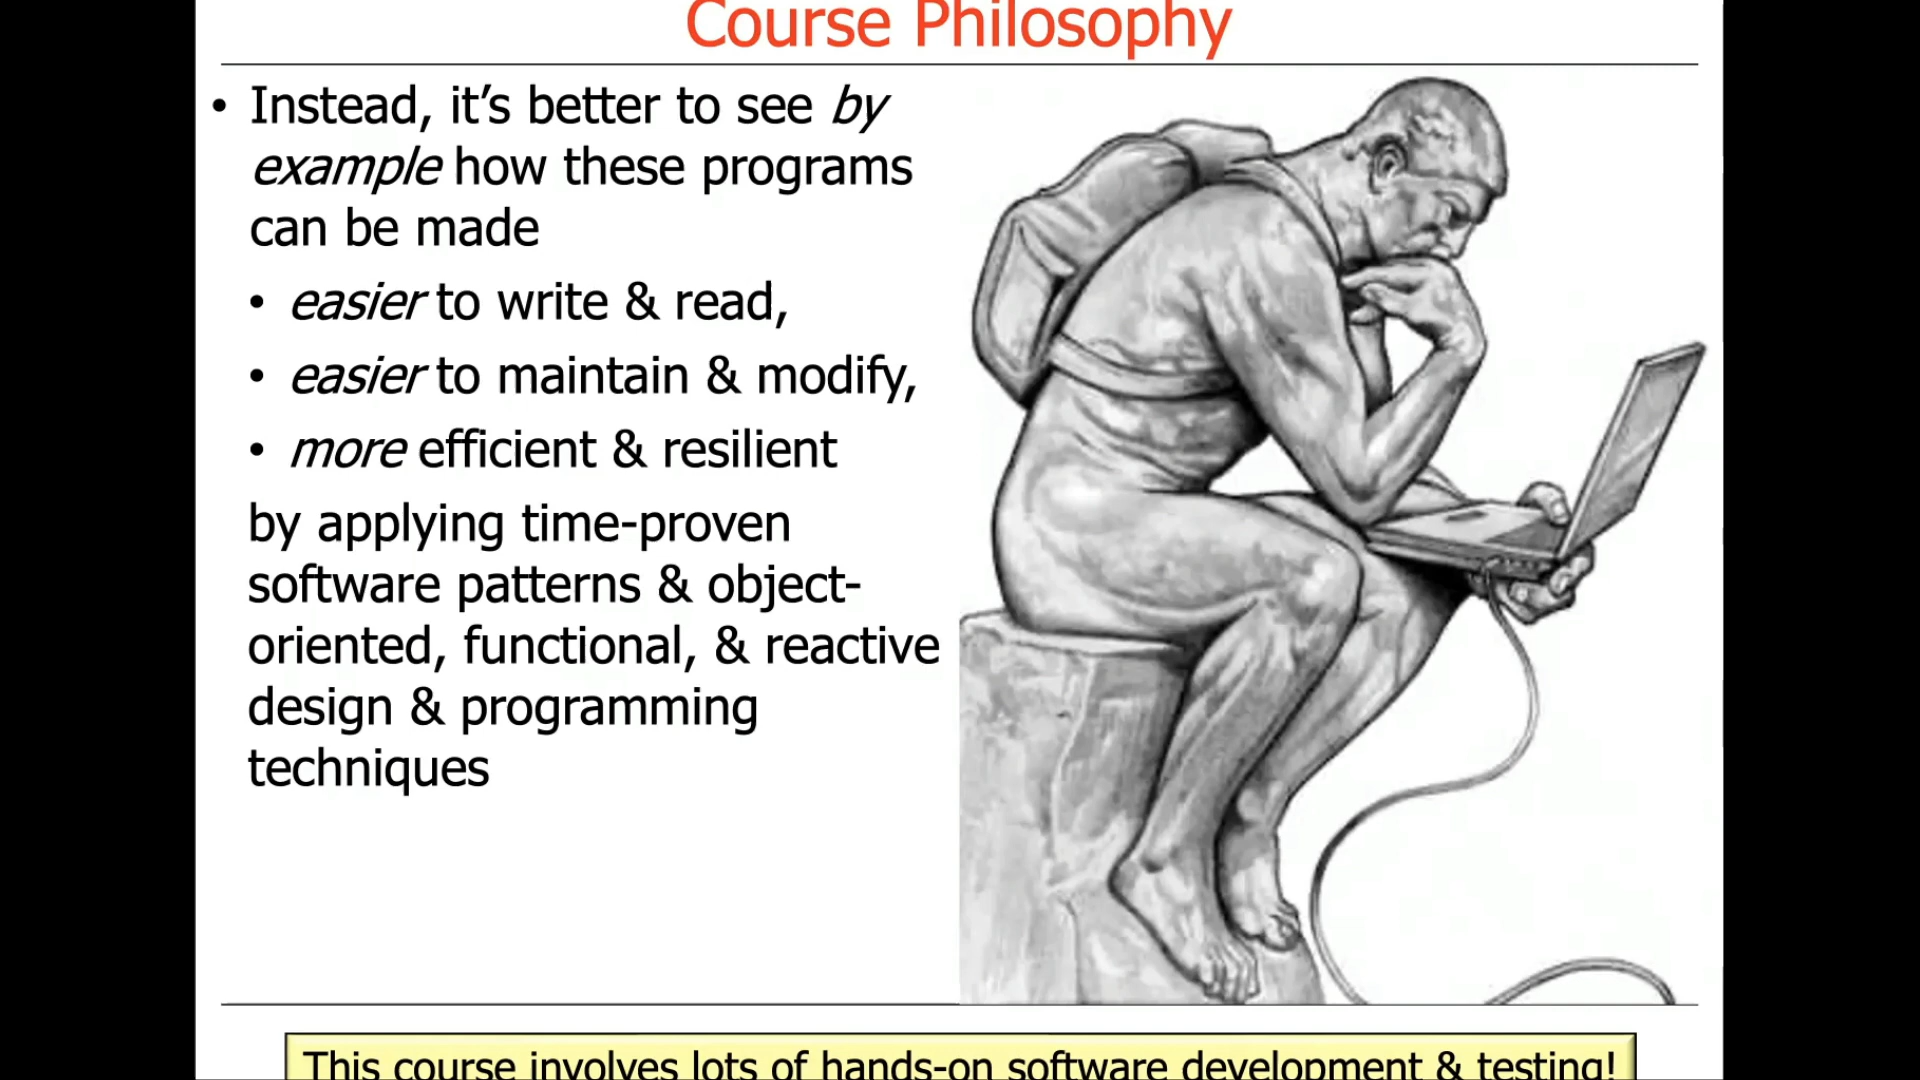 Course Philosophy
• Instead, it’s better to see by
example how these programs
can be made
• easier to write & read,
• easier to maintain & modify,
• more efficient & resilient
by applying time-proven
software patterns & object-
oriented, functional, & reactive
design & programming
techniques
This course involves lots of hands-on software development & testing!